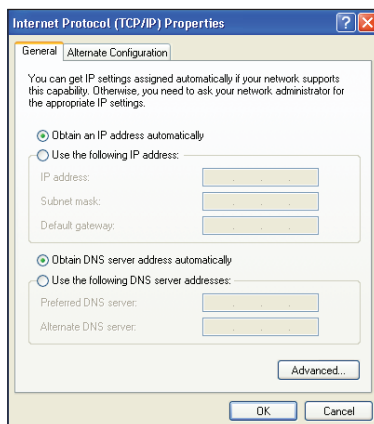 Internet Protocol (TCP/IP) Properties
General
Alternate Configuration
You can get IP settings assigned automatically if your network supports
this capability. Otherwise, you need to ask your network administrator for
the appropriate IP settings.
Obtain an IP address automatically
Use the following IP address:
IP address:
Subnet mask:
Default gateway:
Obtain DNS server address automatically
Use the following DNS server addresses:
Preferred DNS server:
Alternate DNS server:
Advanced...
OK
Cancel